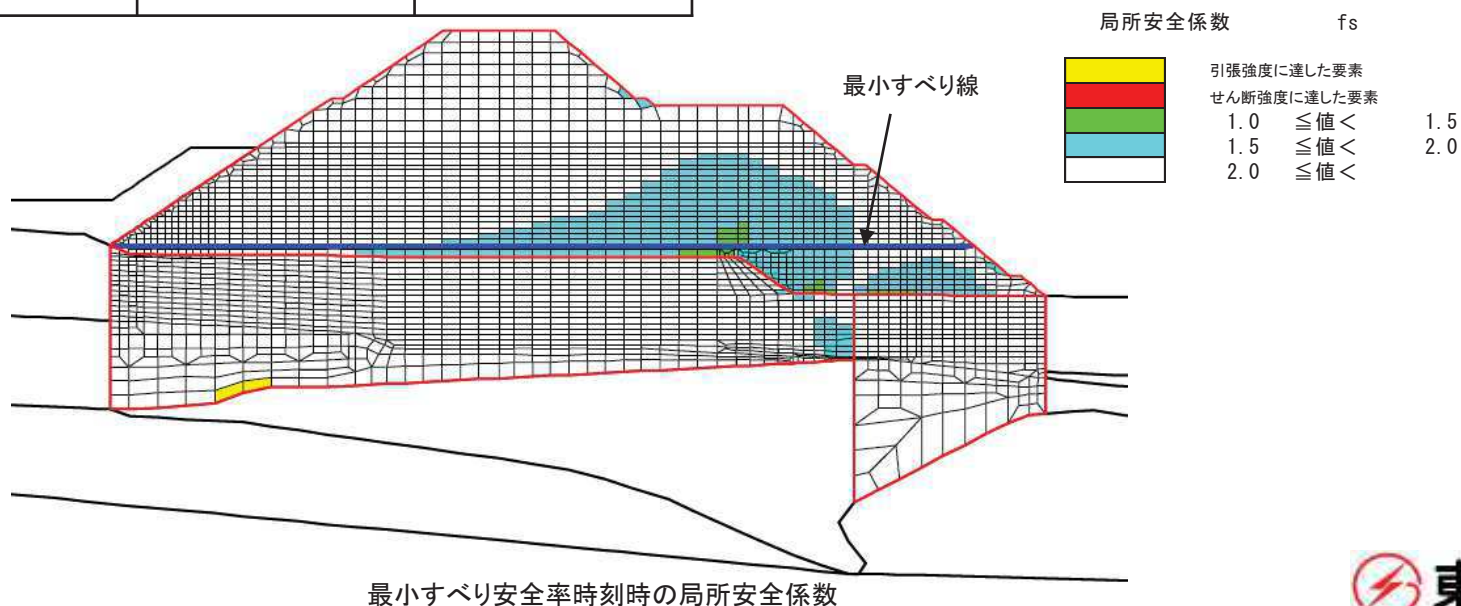 局所安全係数 fs
引張強度に達した要素
せん断強度に達した要素
1.0 ≦値< 1.5
1.5 ≦値< 2.0
2.0 ≦値<
最小すべり線
最小すべり安全率時刻時の局所安全係数
東